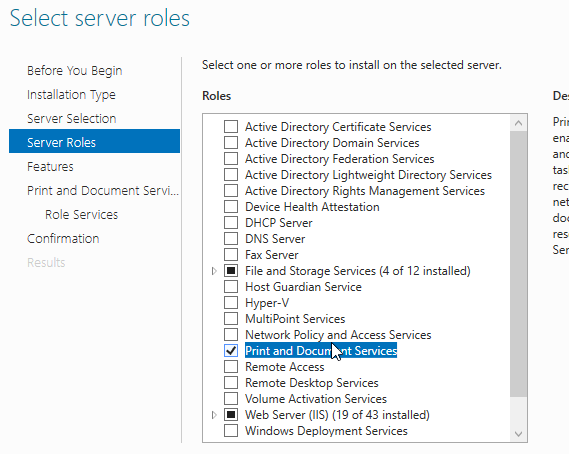 Select server roles
Before You Begin
Installation Type
Server Selection
Server Roles
Features
Print and Document Servi...
Role Services
Confirmation
Results
Select one or more roles to install on the selected server.
Roles
Active Directory Certificate Services
Active Directory Domain Services
Active Directory Federation Services
Active Directory Lightweight Directory Services
Active Directory Rights Management Services
Device Health Attestation
DHCP Server
DNS Server
Fax Server
File and Storage Services (4 of 12 installed)
Host Guardian Service
Hyper-V
MultiPoint Services
Network Policy and Access Services
Print and Document Services
Remote Access
Remote Desktop Services
Volume Activation Services
Web Server (IIS) (19 of 43 installed)
Windows Deployment Services
Des
Prin
ena
and
task
rec
net
doc
res
Ser